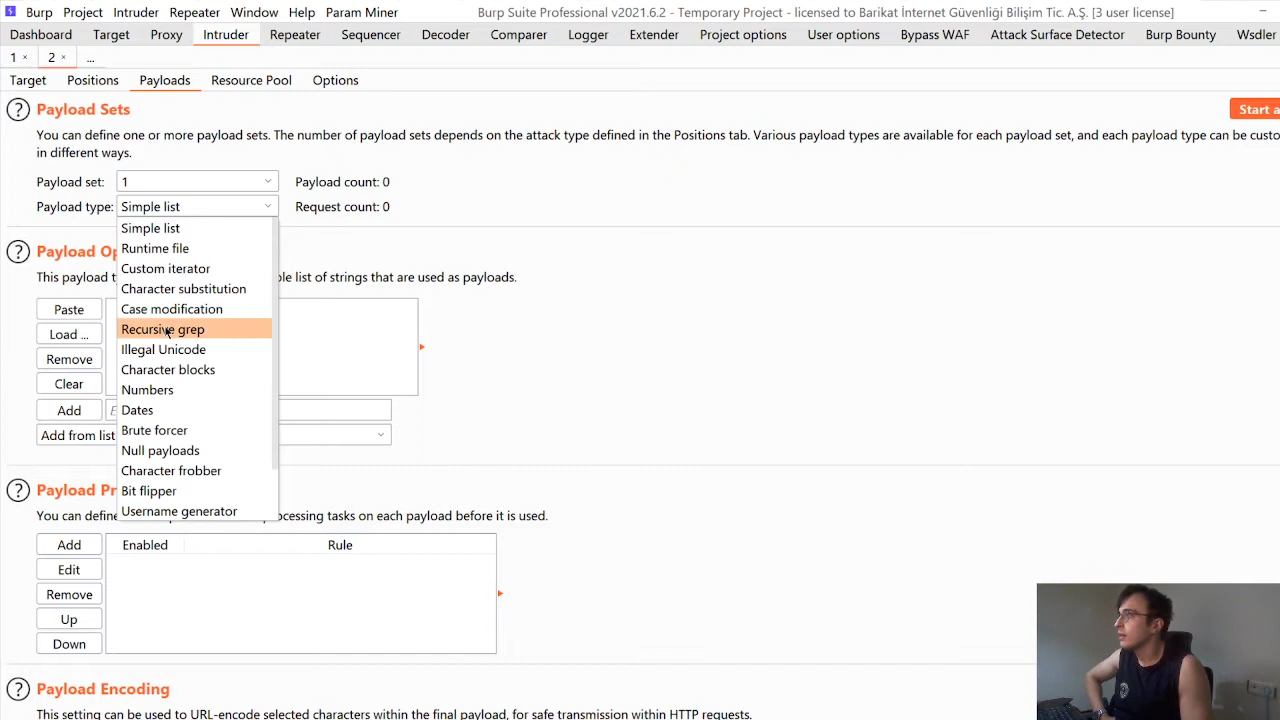 Burp Project Intruder Repeater Window Help Param Miner Burp Suite Professional v2021.6.2 - Temporary Project - licensed to Barikat İnternet Güvenliği Bilişim Tic. A.Ş. [3 user license]
Dashboard Target Proxy Intruder Repeater Sequencer Decoder Comparer Logger Extender Project options User options Bypass WAF Attack Surface Detector Burp Bounty Wsdler
1 × 2 × ...
Target Positions Payloads Resource Pool Options
? Payload Sets Start a
You can define one or more payload sets. The number of payload sets depends on the attack type defined in the Positions tab. Various payload types are available for each payload set, and each payload type can be custo
in different ways.
Payload set: 1 Payload count: 0
Payload type: Simple list Request count: 0
Simple list
Runtime file
Custom iterator
Character substitution
Case modification
Recursive grep
Illegal Unicode
Character blocks
Numbers
Dates
Brute forcer
Null payloads
Character frobber
Bit flipper
Username generator
? Payload Op
This payload t ple list of strings that are used as payloads.
Paste
Load ...
Remove
Clear
Add
Add from list
? Payload Pr
You can define ocessing tasks on each payload before it is used.
Add Enabled Rule
Edit
Remove
Up
Down
? Payload Encoding
This setting can be used to URL-encode selected characters within the final payload, for safe transmission within HTTP requests.